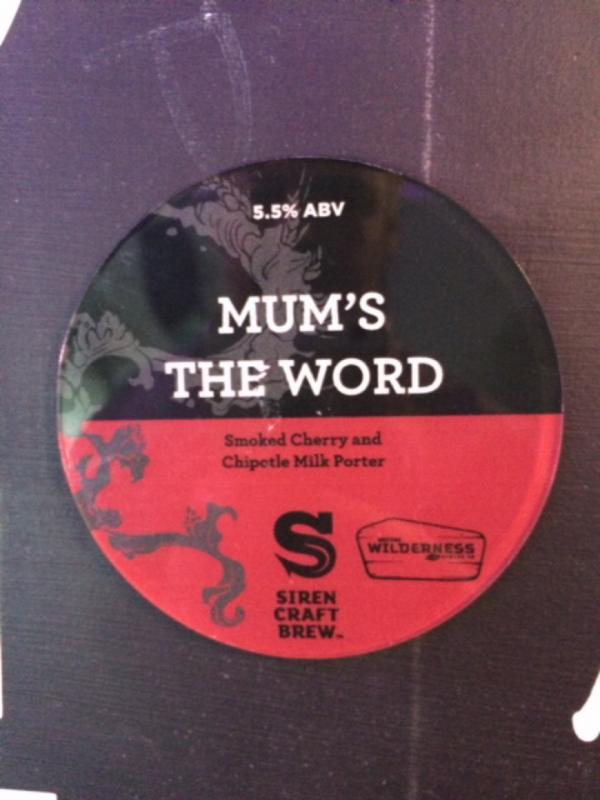 5.5% ABV
MUM'S
THE WORD
Smoked Cherry and
Chipotle Milk Porter
S
SIREN
CRAFT
BREW
WILDERNESS